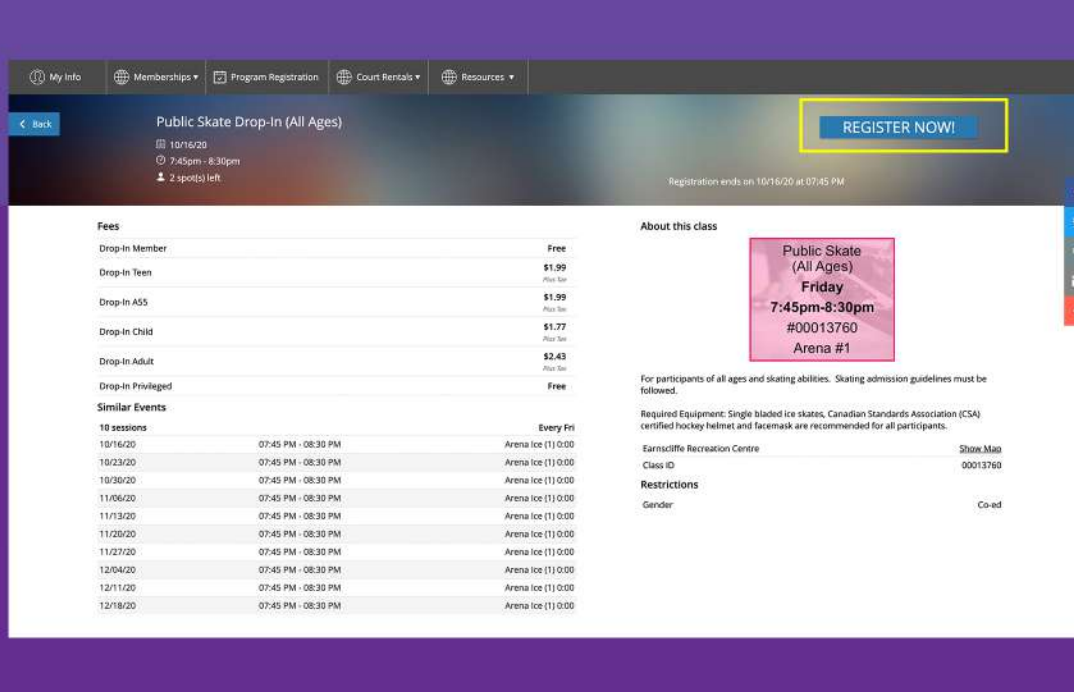 My Info Memberships ▾ Program Registration Court Rentals ▾ Resources ▾
Back
Public Skate Drop-In (All Ages)
10/16/20
7:45pm - 8:30pm
2 spot(s) left
REGISTER NOW!
Registration ends on 10/16/20 at 07:45 PM
Fees
Drop-In Member Free
Drop-In Teen $1.99
Plus Tax
Drop-In A55 $1.99
Plus Tax
Drop-In Child $1.77
Plus Tax
Drop-In Adult $2.43
Plus Tax
Drop-In Privileged Free
Similar Events
10 sessions Every Fri
10/16/20 07:45 PM - 08:30 PM Arena Ice (1) 0:00
10/23/20 07:45 PM - 08:30 PM Arena Ice (1) 0:00
10/30/20 07:45 PM - 08:30 PM Arena Ice (1) 0:00
11/06/20 07:45 PM - 08:30 PM Arena Ice (1) 0:00
11/13/20 07:45 PM - 08:30 PM Arena Ice (1) 0:00
11/20/20 07:45 PM - 08:30 PM Arena Ice (1) 0:00
11/27/20 07:45 PM - 08:30 PM Arena Ice (1) 0:00
12/04/20 07:45 PM - 08:30 PM Arena Ice (1) 0:00
12/11/20 07:45 PM - 08:30 PM Arena Ice (1) 0:00
12/18/20 07:45 PM - 08:30 PM Arena Ice (1) 0:00
About this class
Public Skate
(All Ages)
Friday
7:45pm-8:30pm
#00013760
Arena #1
For participants of all ages and skating abilities. Skating admission guidelines must be
followed.
Required Equipment: Single bladed ice skates, Canadian Standards Association (CSA)
certified hockey helmet and facemask are recommended for all participants.
Earnscliffe Recreation Centre Show Map
Class ID 00013760
Restrictions
Gender Co-ed